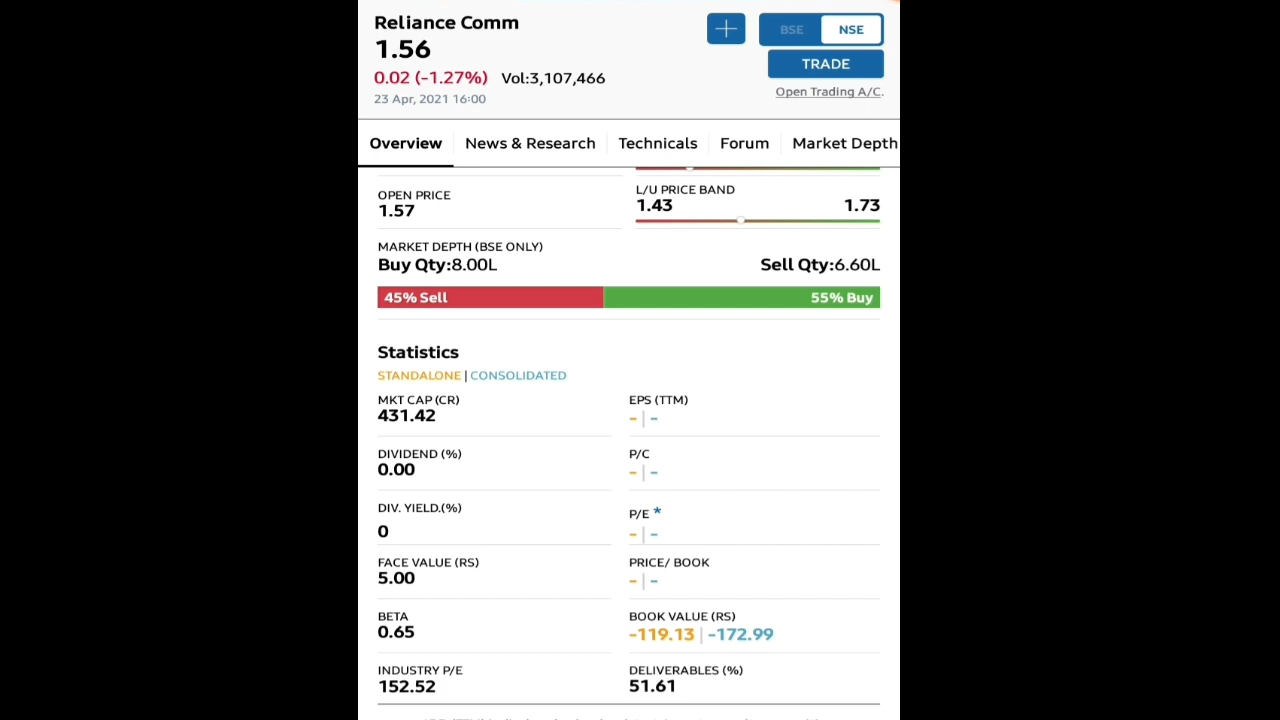 Reliance Comm
1.56
0.02 (-1.27%) Vol:3,107,466
23 Apr, 2021 16:00
BSE NSE
TRADE
Open Trading A/C.
Overview News & Research Technicals Forum Market Depth
OPEN PRICE
1.57
L/U PRICE BAND
1.43 1.73
MARKET DEPTH (BSE ONLY)
Buy Qty:8.00L Sell Qty:6.60L
45% Sell 55% Buy
Statistics
STANDALONE | CONSOLIDATED
MKT CAP (CR)
431.42
EPS (TTM)
- | -
DIVIDEND (%)
0.00
P/C
- | -
DIV. YIELD.(%)
0
P/E *
- | -
FACE VALUE (RS)
5.00
PRICE/ BOOK
- | -
BETA
0.65
BOOK VALUE (RS)
-119.13 | -172.99
INDUSTRY P/E
152.52
DELIVERABLES (%)
51.61